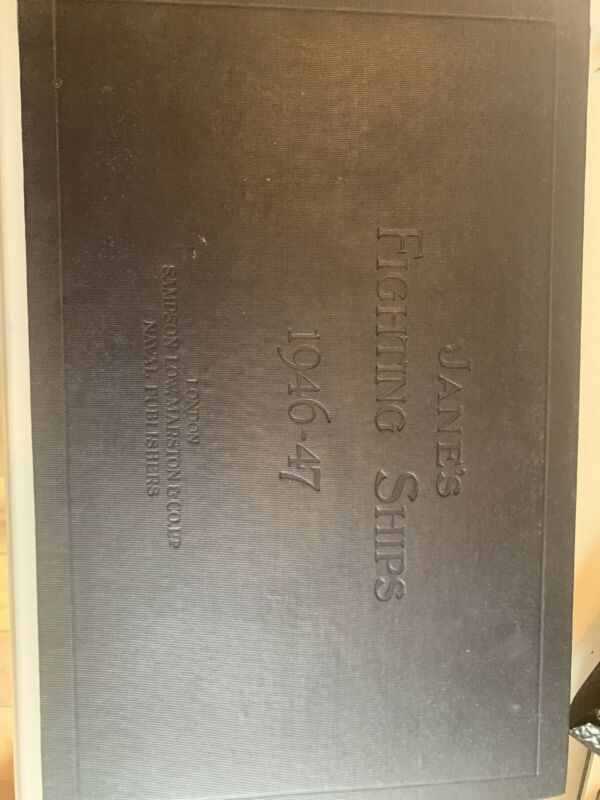 JANE'S
FIGHTING SHIPS
1946-47
LONDON
SAMPSON LOW, MARSTON & CO. LTD
NAVAL PUBLISHERS